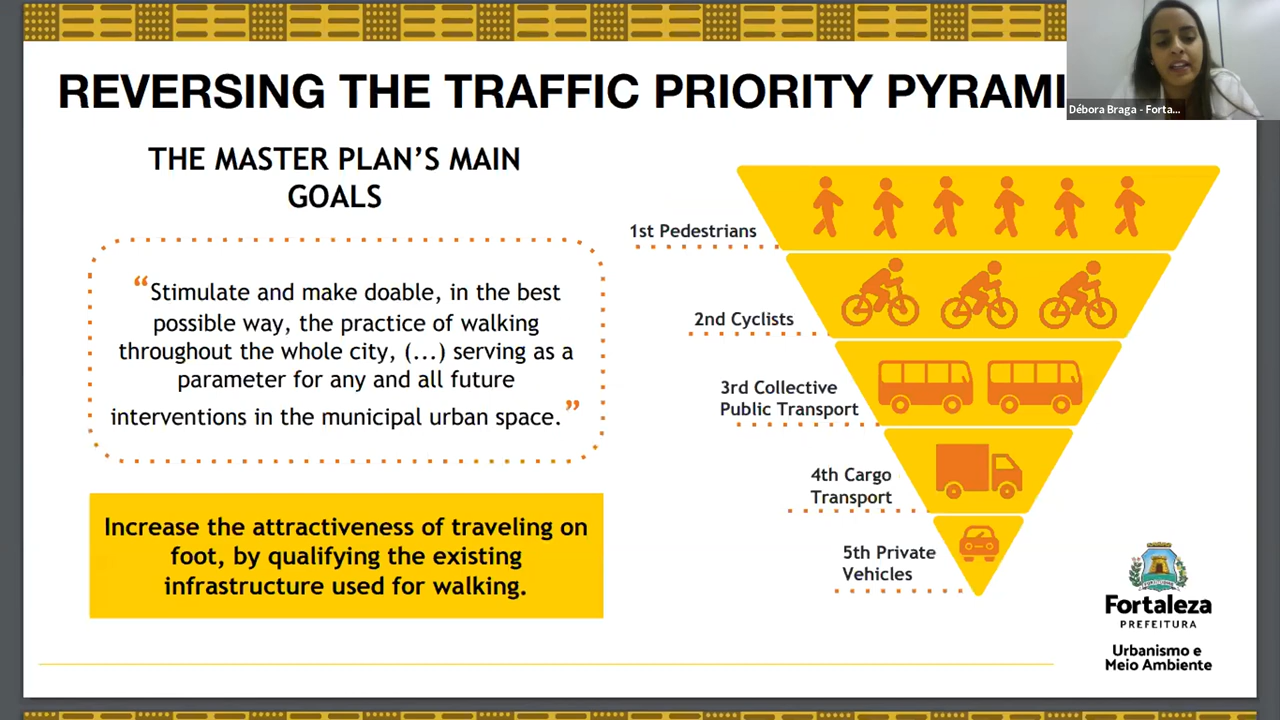 REVERSING THE TRAFFIC PRIORITY PYRAMI
Débora Braga - Forta...
THE MASTER PLAN’S MAIN
GOALS
“Stimulate and make doable, in the best
possible way, the practice of walking
throughout the whole city, (...) serving as a
parameter for any and all future
interventions in the municipal urban space.”
Increase the attractiveness of traveling on
foot, by qualifying the existing
infrastructure used for walking.
1st Pedestrians
2nd Cyclists
3rd Collective
Public Transport
4th Cargo
Transport
5th Private
Vehicles
Fortaleza
PREFEITURA
Urbanismo e
Meio Ambiente